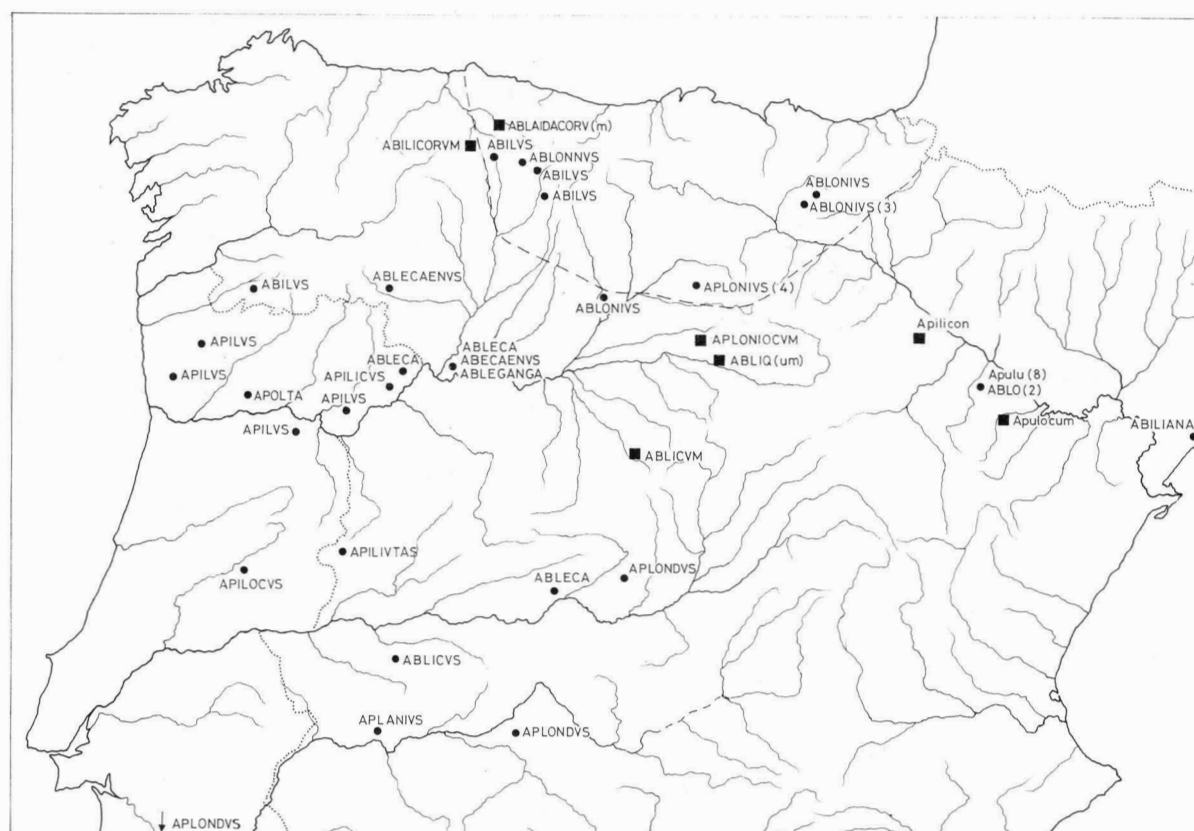 ABLAIDACORV(m)
ABILICORVM
ABILVS
ABLONNVS
ABILVS
ABILVS
ABLONIVS
ABLONIVS (3)
ABILVS
ABLECAENVS
APLONIVS (4)
ABLONIVS
Apilicon
APILVS
APLONIOCVM
ABLECA
ABECAENVS
ABLEGANGA
ABLIQ(um)
ABLECA
APILVS
APILICVS
Apulu (8)
ABLO (2)
APOLTA
APILVS
Apulocum
ABILIANA
APILVS
ABLICVM
APILIVTAS
APILOCVS
ABLECA
APLONDVS
ABLICVS
APLANIVS
APLONDVS
APLONDVS